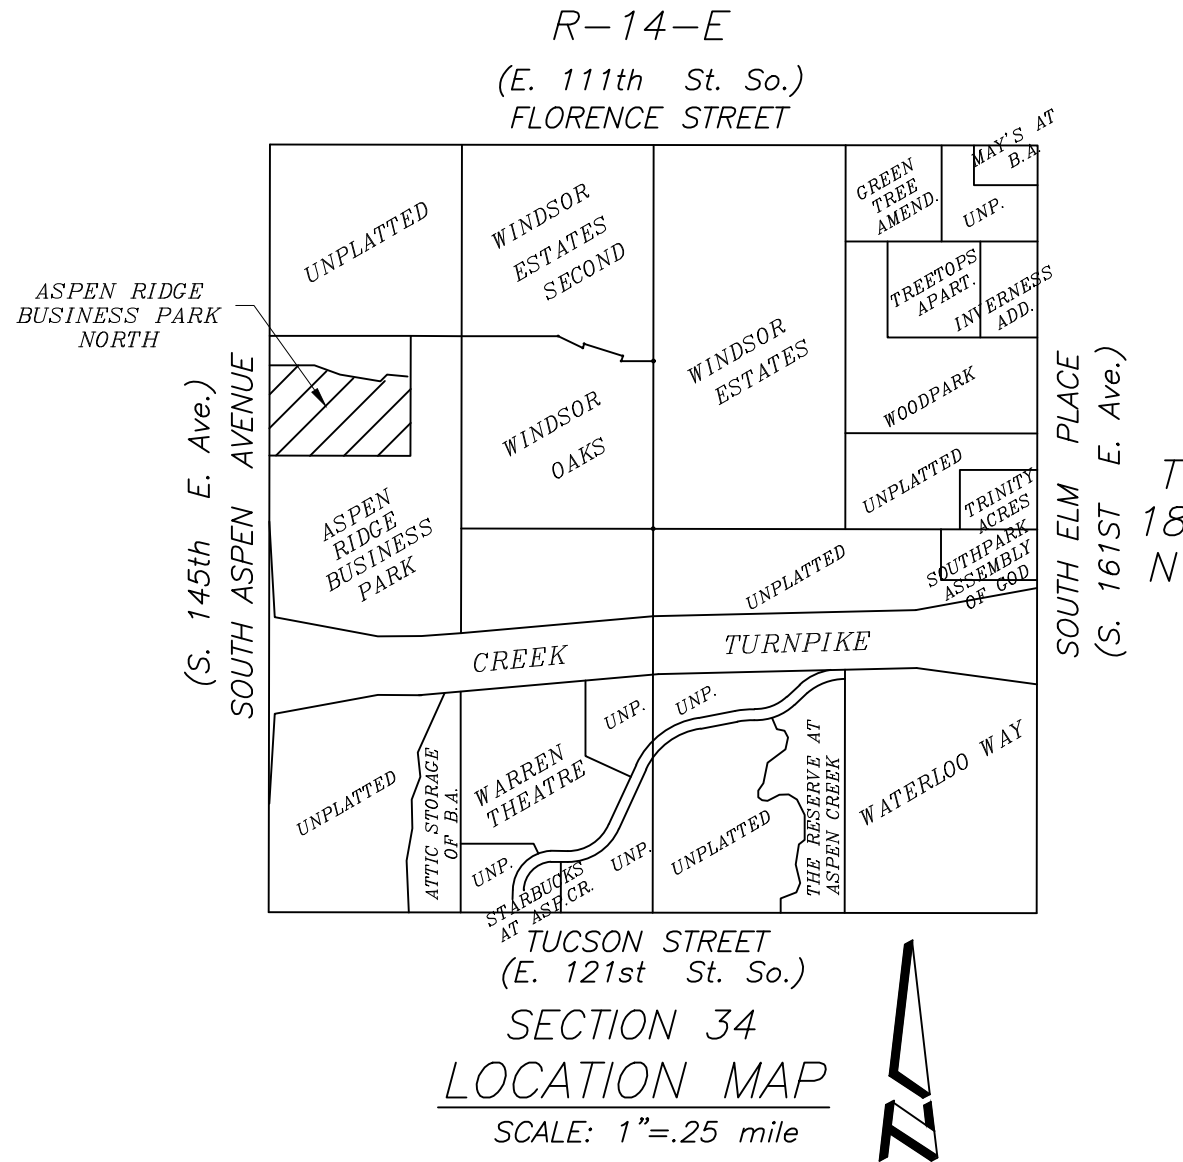 R-14-E
(E. 111th St. So.)
FLORENCE STREET
MAY'S AT
B.A.
GREEN
TREE
AMEND.
UNP.
UNPLATTED
WINDSOR
ESTATES
SECOND
TREETOPS
APART.
INVERNESS
ADD.
ASPEN RIDGE
BUSINESS PARK
NORTH
WINDSOR
ESTATES
WOODPARK
WINDSOR
OAKS
UNPLATTED
TRINITY
ACRES
(S. 145th E. Ave.)
SOUTH ASPEN AVENUE
SOUTH ELM PLACE
(S. 161ST E. Ave.)
T
18
N
ASPEN
RIDGE
BUSINESS
PARK
UNPLATTED
SOUTHPARK
ASSEMBLY
OF GOD
CREEK TURNPIKE
UNP.
UNP.
UNPLATTED
ATTIC STORAGE
OF B.A.
WARREN
THEATRE
THE RESERVE AT
ASPEN CREEK
WATERLOO WAY
UNP.
UNP.
UNPLATTED
STARBUCKS
AT ASP.CR.
TUCSON STREET
(E. 121st St. So.)
SECTION 34
LOCATION MAP
SCALE: 1"=.25 mile
N